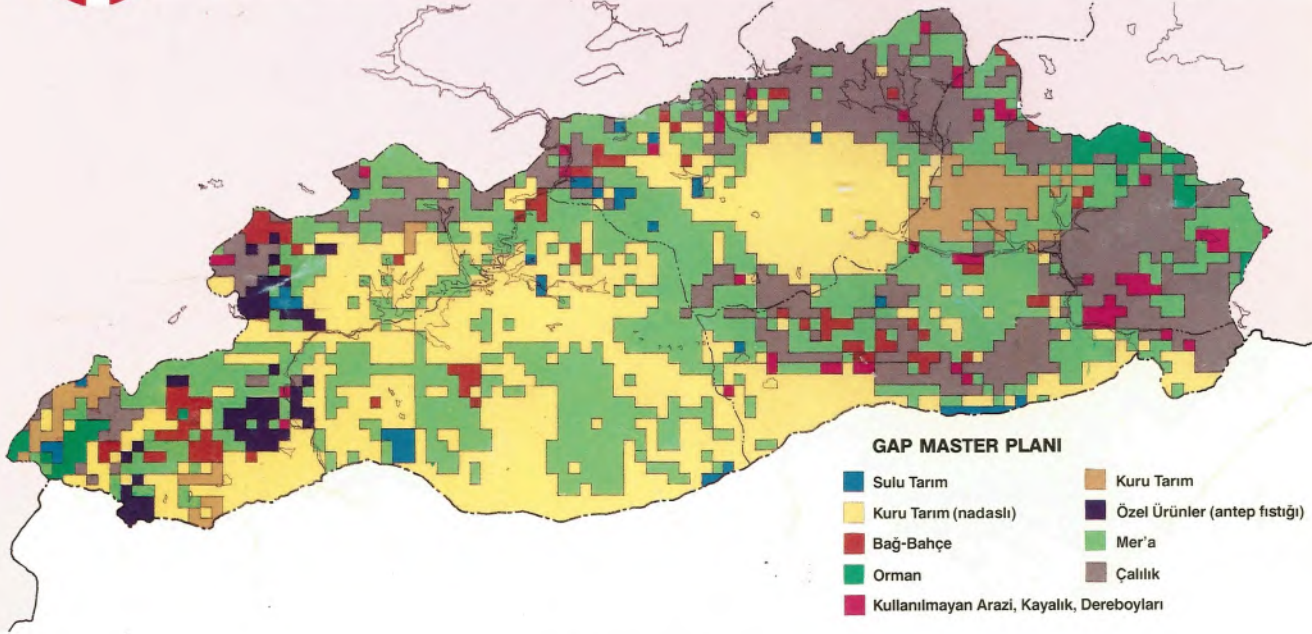 GAP MASTER PLANI
Sulu Tarım
Kuru Tarım
Kuru Tarım (nadaslı)
Özel Ürünler (antep fıstığı)
Bağ-Bahçe
Mer'a
Orman
Çalılık
Kullanılmayan Arazi, Kayalık, Dereboyları